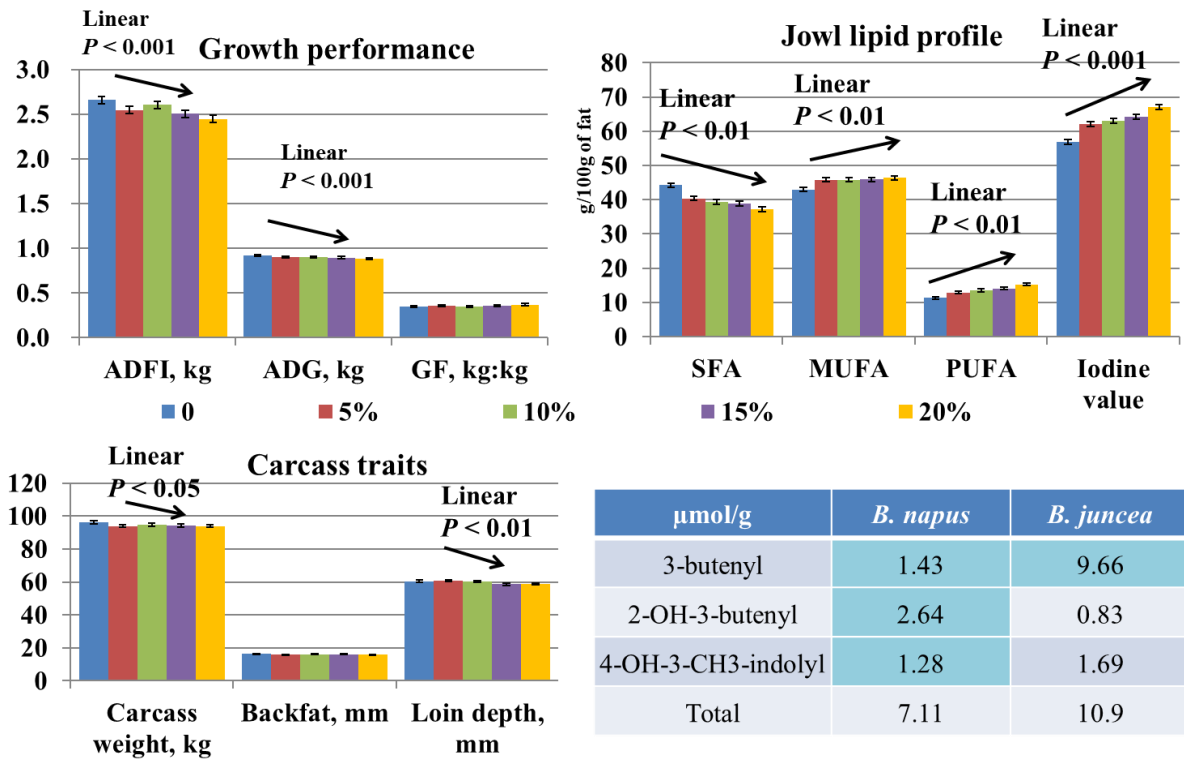 Growth performance
Linear
P < 0.001
3.0
2.5
2.0
1.5
1.0
0.5
0.0
Linear
P < 0.001
ADFI, kg
ADG, kg
GF, kg:kg
Jowl lipid profile
g/100g of fat
80
70
60
50
40
30
20
10
0
Linear
P < 0.01
Linear
P < 0.01
Linear
P < 0.01
Linear
P < 0.001
SFA
MUFA
PUFA
Iodine
value
0
5%
10%
15%
20%
Carcass traits
Linear
P < 0.05
Linear
P < 0.01
120
100
80
60
40
20
0
Carcass
weight, kg
Backfat, mm
Loin depth,
mm
µmol/g B. napus B. juncea
3-butenyl 1.43 9.66
2-OH-3-butenyl 2.64 0.83
4-OH-3-CH3-indolyl 1.28 1.69
Total 7.11 10.9